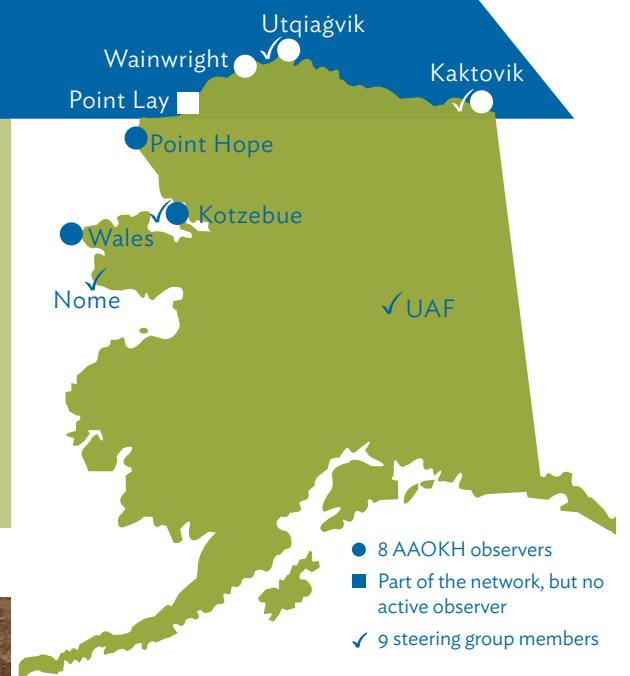 Utqiaġvik
Wainwright
Kaktovik
Point Lay
Point Hope
Kotzebue
Wales
Nome
UAF
8 AAOKH observers
Part of the network, but no
active observer
9 steering group members